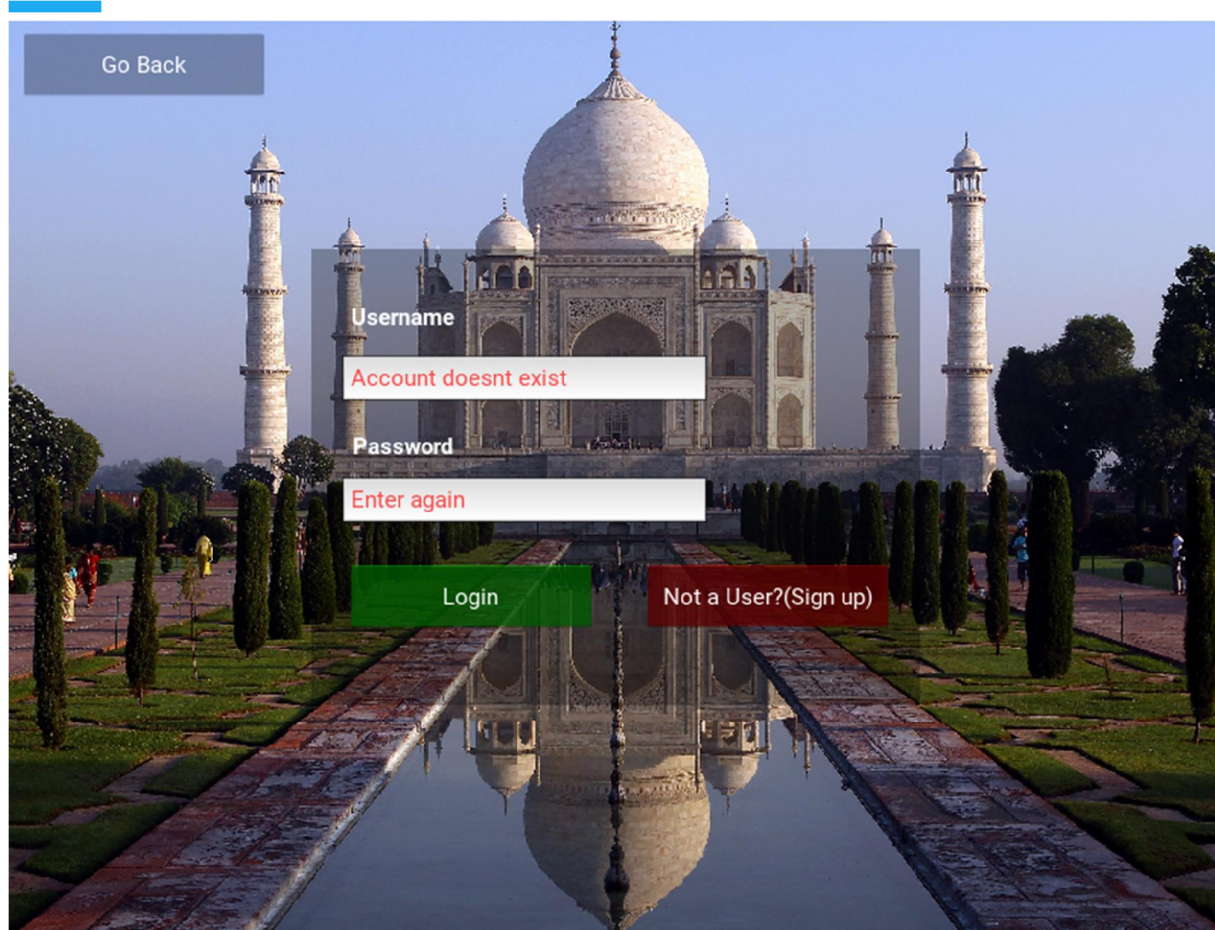 Go Back
Username
Account doesnt exist
Password
Enter again
Login
Not a User?(Sign up)